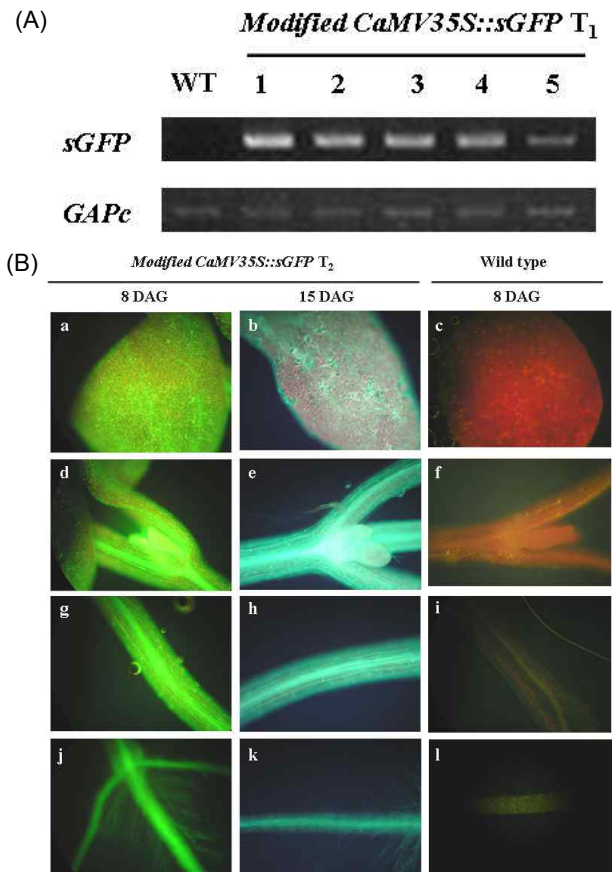 (A)
Modified CaMV35S::sGFP T1
WT 1 2 3 4 5
sGFP
GAPc
(B)
Modified CaMV35S::sGFP T2 Wild type
8 DAG 15 DAG 8 DAG
a b c
d e f
g h i
j k l